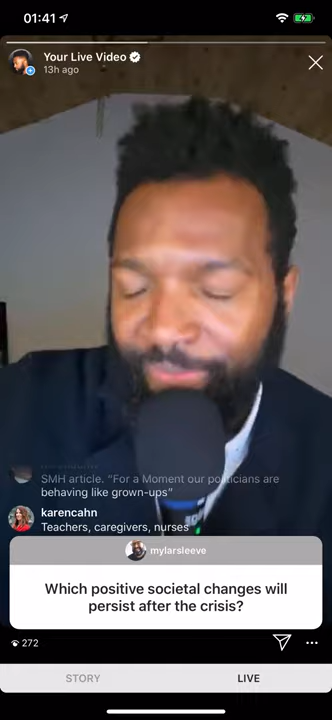 01:41
Your Live Video
13h ago
SMH article. “For a Moment our politicians are
behaving like grown-ups”
karencahn
Teachers, caregivers, nurses
mylarsleeve
Which positive societal changes will
persist after the crisis?
272
STORY
LIVE